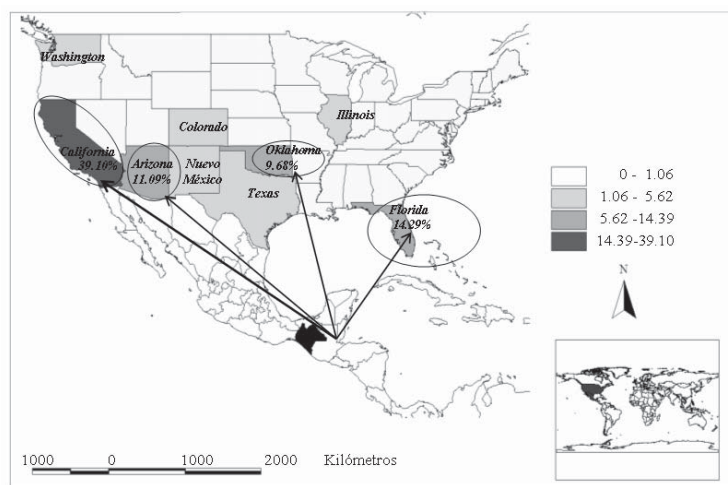 Washington
Illinois
Colorado
California
39.10%
Arizona
11.09%
Nuevo
México
Oklahoma
9.68%
Texas
Florida
14.29%
0 - 1.06
1.06 - 5.62
5.62 -14.39
14.39-39.10
N
1000 0 1000 2000 Kilómetros